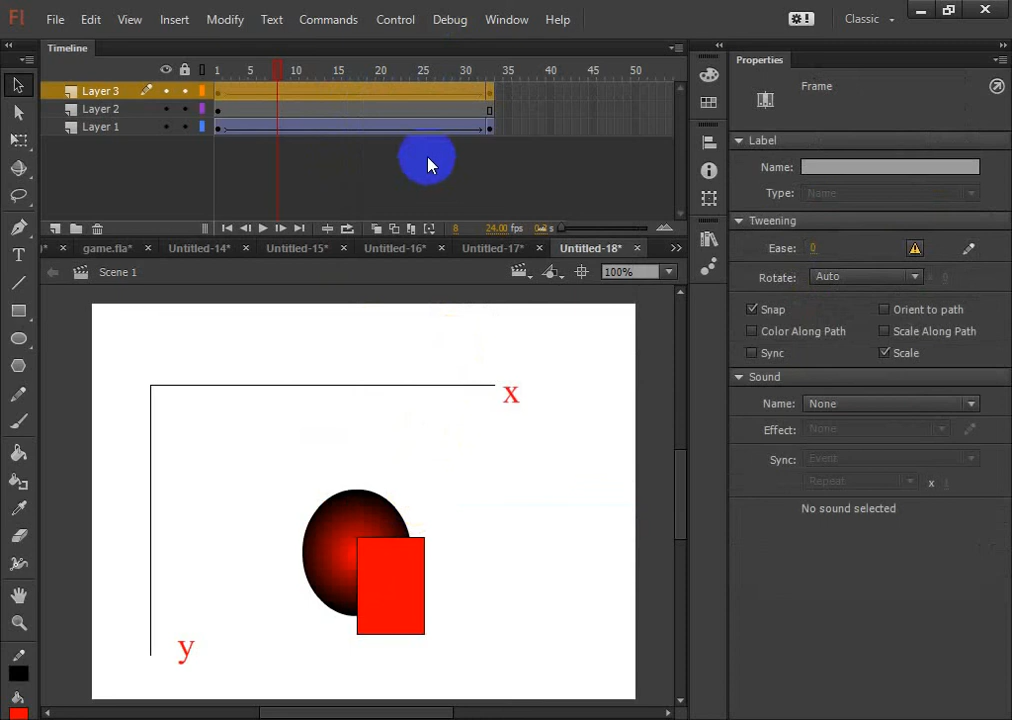 Fl File Edit View Insert Modify Text Commands Control Debug Window Help Classic
Timeline
1 5 10 15 20 25 30 35 40 45 50
Layer 3
Layer 2
Layer 1
8 24.00 fps
game.fla* Untitled-14* Untitled-15* Untitled-16* Untitled-17* Untitled-18*
Scene 1 100%
x
y
Properties
Frame
Label
Name:
Type: Name
Tweening
Ease: 0
Rotate: Auto
Snap Orient to path
Color Along Path Scale Along Path
Sync Scale
Sound
Name: None
Effect: None
Sync: Event
Repeat x 1
No sound selected